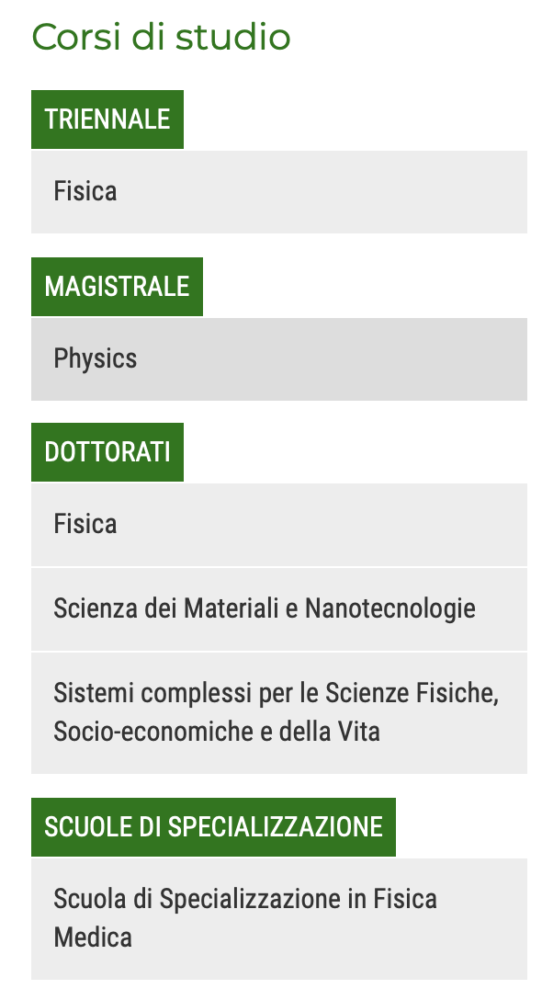 Corsi di studio
TRIENNALE
Fisica
MAGISTRALE
Physics
DOTTORATI
Fisica
Scienza dei Materiali e Nanotecnologie
Sistemi complessi per le Scienze Fisiche,
Socio-economiche e della Vita
SCUOLE DI SPECIALIZZAZIONE
Scuola di Specializzazione in Fisica
Medica